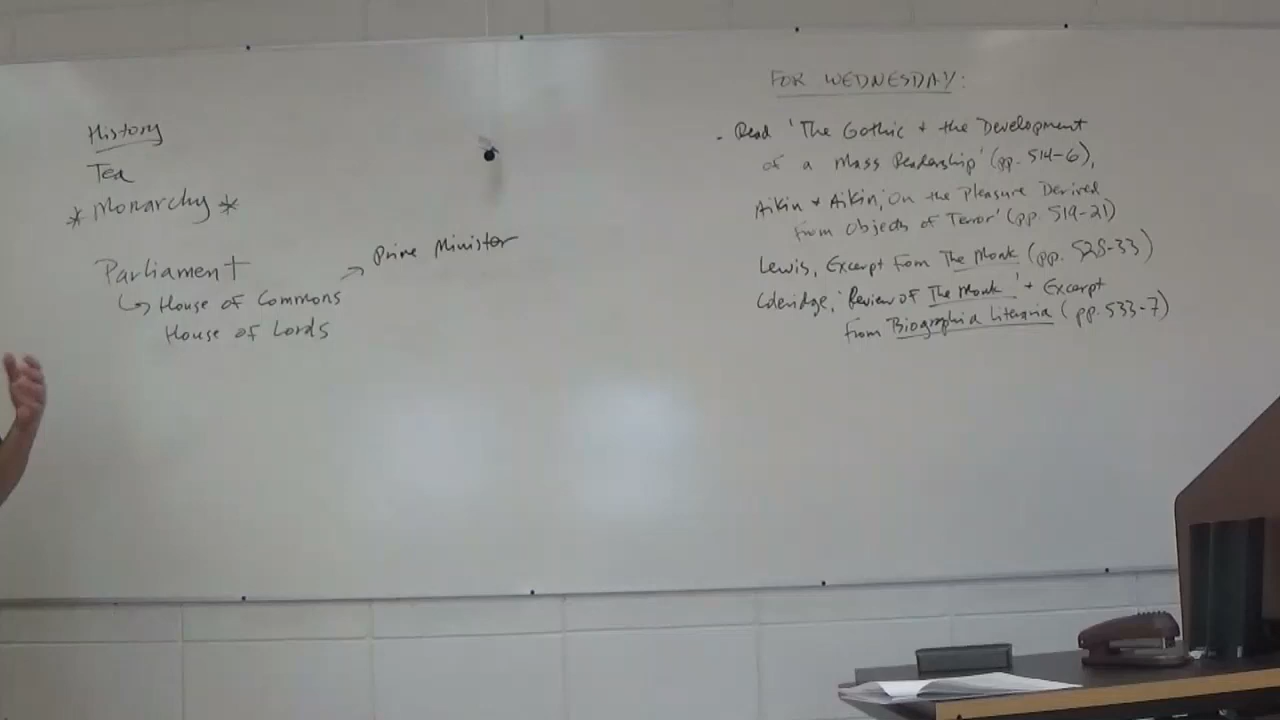 History
Tea
* Monarchy *
Parliament
↳ House of Commons → Prime Minister
House of Lords
FOR WEDNESDAY:
- Read 'The Gothic + the Development
of a Mass Readership' (pp. 514-6),
Aikin + Aikin, 'On the Pleasure Derived
from Objects of Terror' (pp. 519-21)
Lewis, Excerpt from The Monk (pp. 528-33)
Coleridge, 'Review of The Monk' + Excerpt
from Biographia Literaria (pp. 533-7)